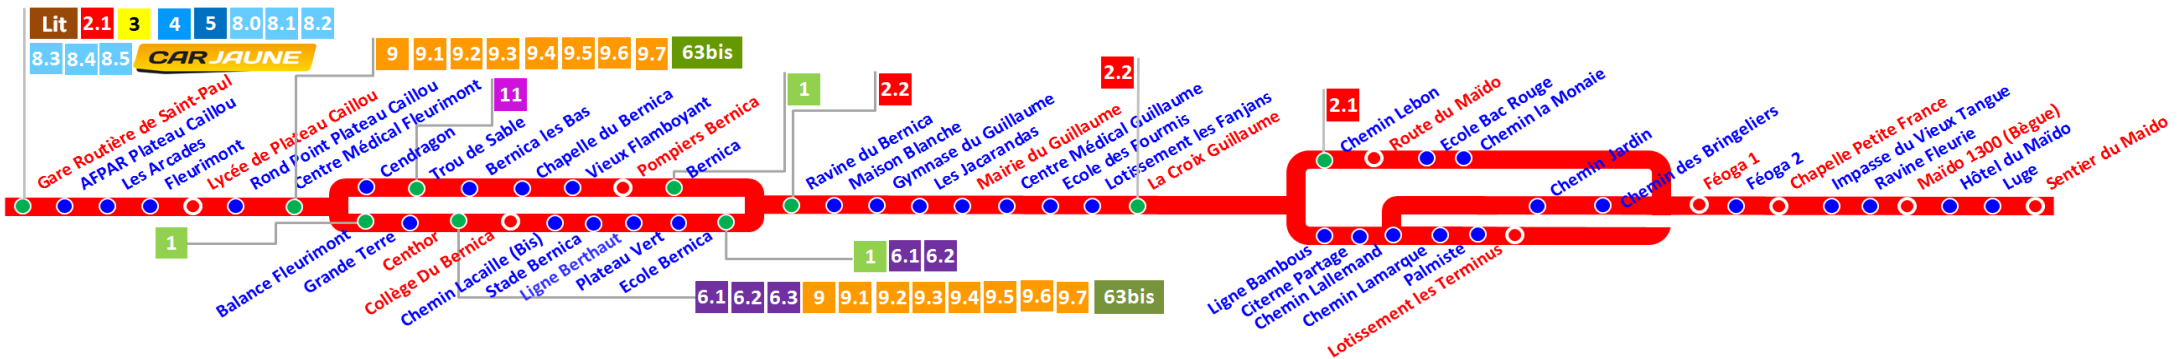 Lit 2.1 3 4 5 8.0 8.1 8.2
8.3 8.4 8.5 CAR JAUNE
9 9.1 9.2 9.3 9.4 9.5 9.6 9.7 63bis
11
1
2.2
2.2
2.1
Gare Routière de Saint-Paul
AFPAR Plateau Caillou
Les Arcades
Fleurimont
Lycée de Plateau Caillou
Rond Point Plateau Caillou
Centre Médical Fleurimont
Cendragon
Trou de Sable
Bernica les Bas
Chapelle du Bernica
Vieux Flamboyant
Pompiers Bernica
Bernica
Ravine du Bernica
Maison Blanche
Gymnase du Guillaume
Les Jacarandas
Mairie du Guillaume
Centre Médical Guillaume
Ecole des Fourmis
Lotissement les Fanjans
La Croix Guillaume
Chemin Lebon
Route du Maïdo
Ecole Bac Rouge
Chemin la Monaie
Chemin Jardin
Chemin des Bringeliers
Féoga 1
Féoga 2
Chapelle Petite France
Impasse du Vieux Tangue
Ravine Fleurie
Maïdo 1300 (Bègue)
Hôtel du Maïdo
Luge
Sentier du Maido
1
Balance Fleurimont
Grande Terre
Centhor
Collège Du Bernica
Chemin Lacaille (Bis)
Stade Bernica
Ligne Berthaut
Plateau Vert
Ecole Bernica
1 6.1 6.2
6.1 6.2 6.3 9 9.1 9.2 9.3 9.4 9.5 9.6 9.7 63bis
Ligne Bambous
Citerne Partage
Chemin Lallemand
Chemin Lamarque
Palmiste
Lotissement les Terminus